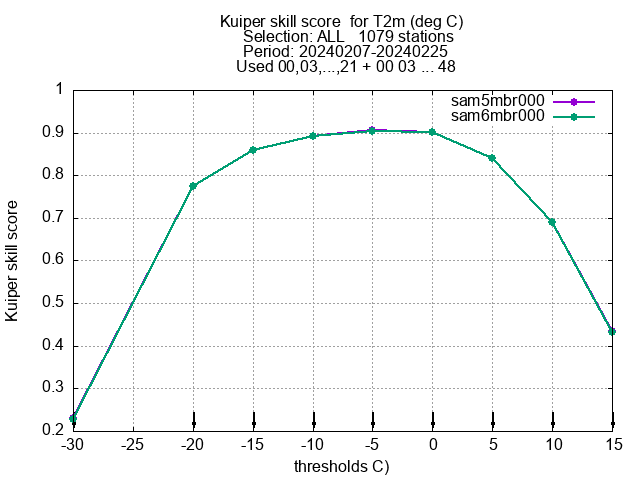 Kuiper skill score  for T2m (deg C)
Selection: ALL   1079 stations
Period: 20240207-20240225
Used 00,03,...,21 + 00 03 ... 48
sam5mbr000
sam6mbr000
1
0.9
0.8
0.7
0.6
0.5
0.4
0.3
0.2
Kuiper skill score
-30 -25 -20 -15 -10 -5 0 5 10 15
thresholds C)